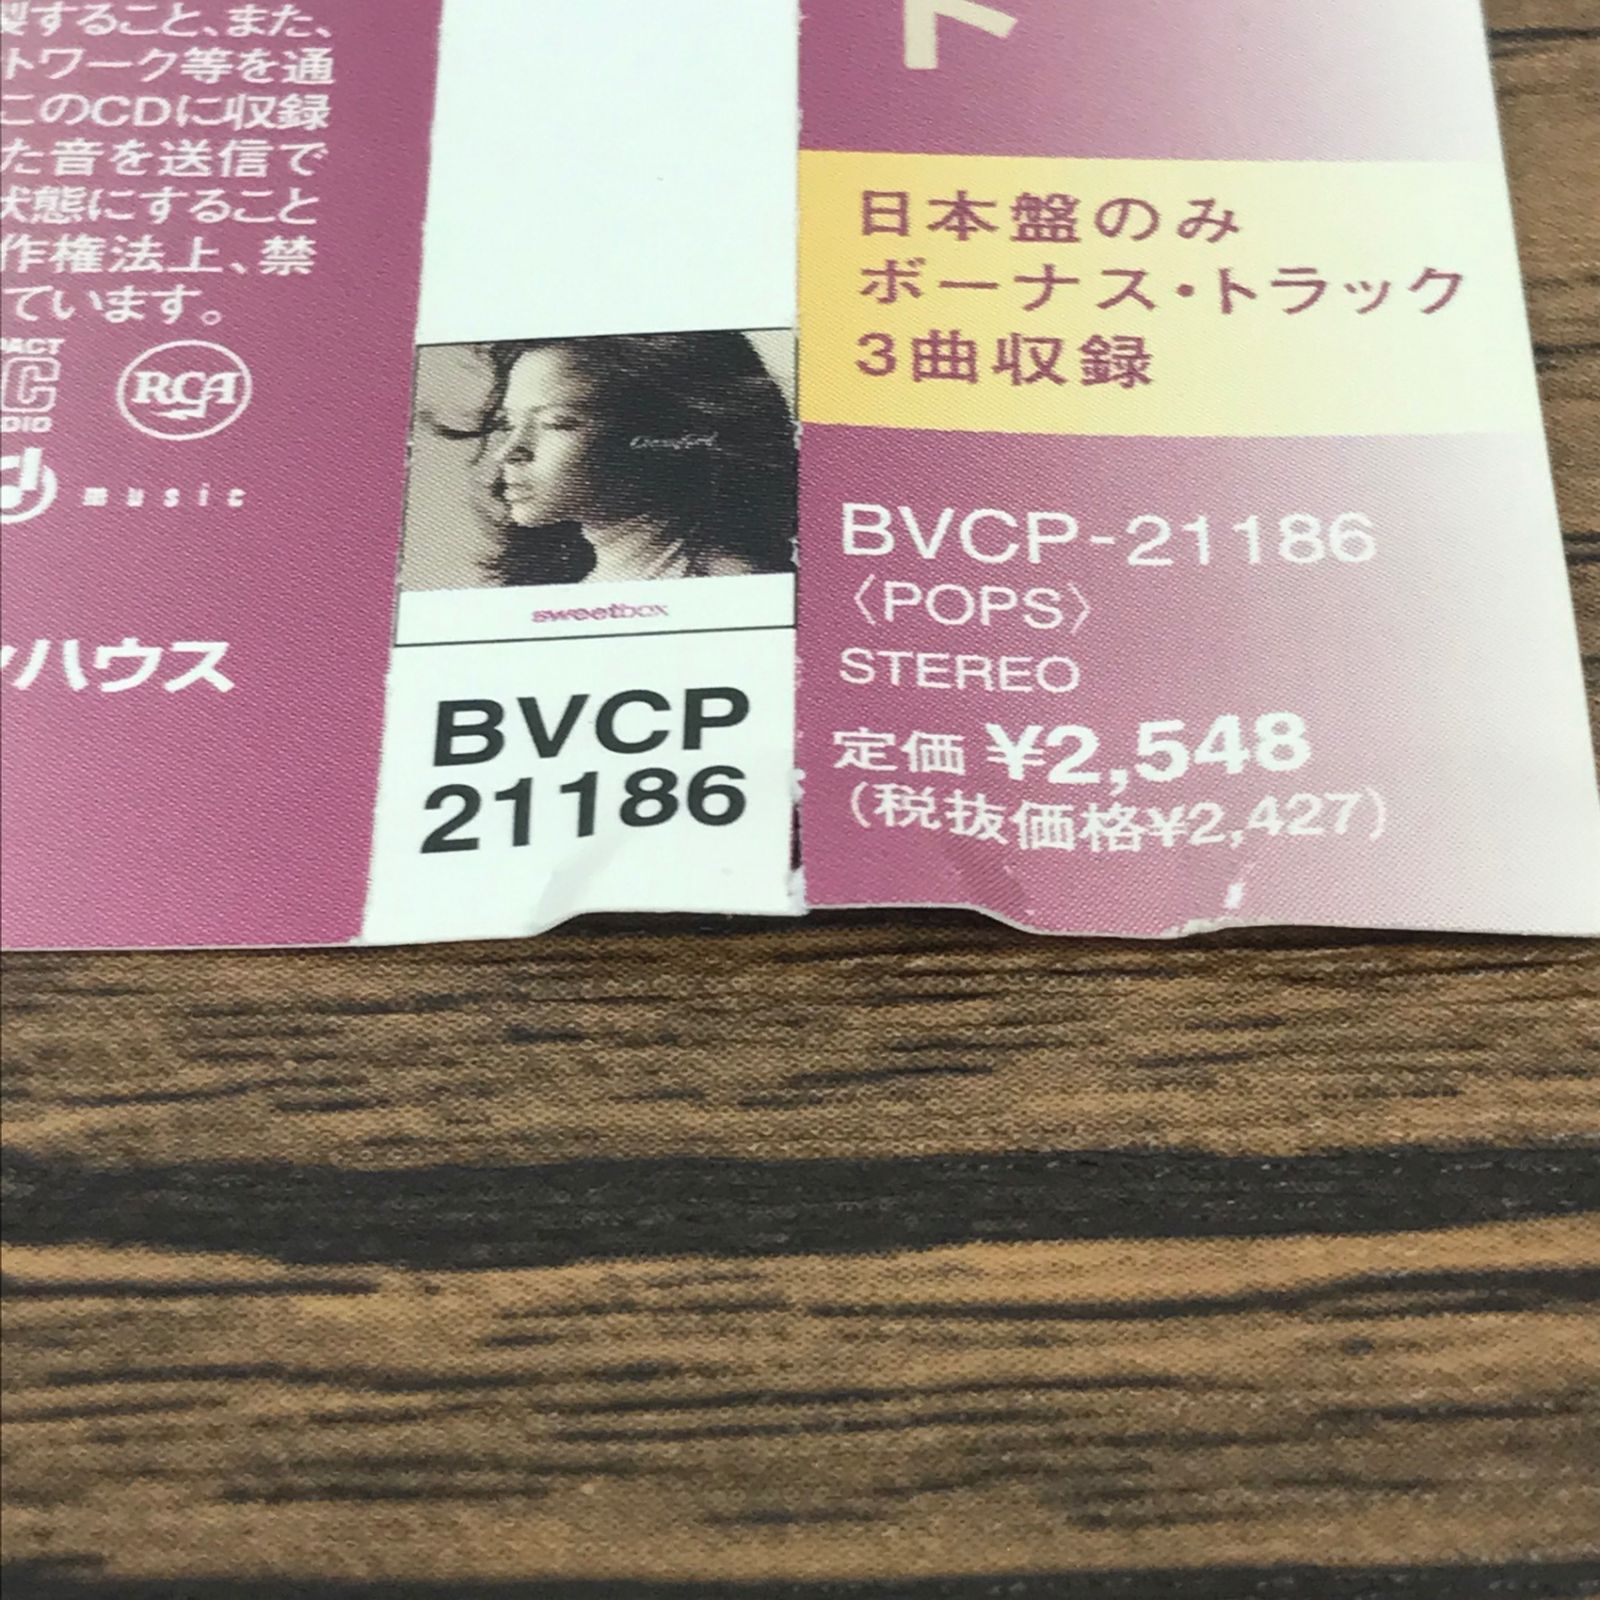 製すること、また、
トワーク等を通
このCDに収録
た音を送信で
状態にすること
作権法上、禁
ています。
RCA
music
ハウス
sweetbox
BVCP
21186
ト
日本盤のみ
ボーナス・トラック
3曲収録
BVCP-21186
〈POPS〉
STEREO
定価 ¥2,548
(税抜価格¥2,427)